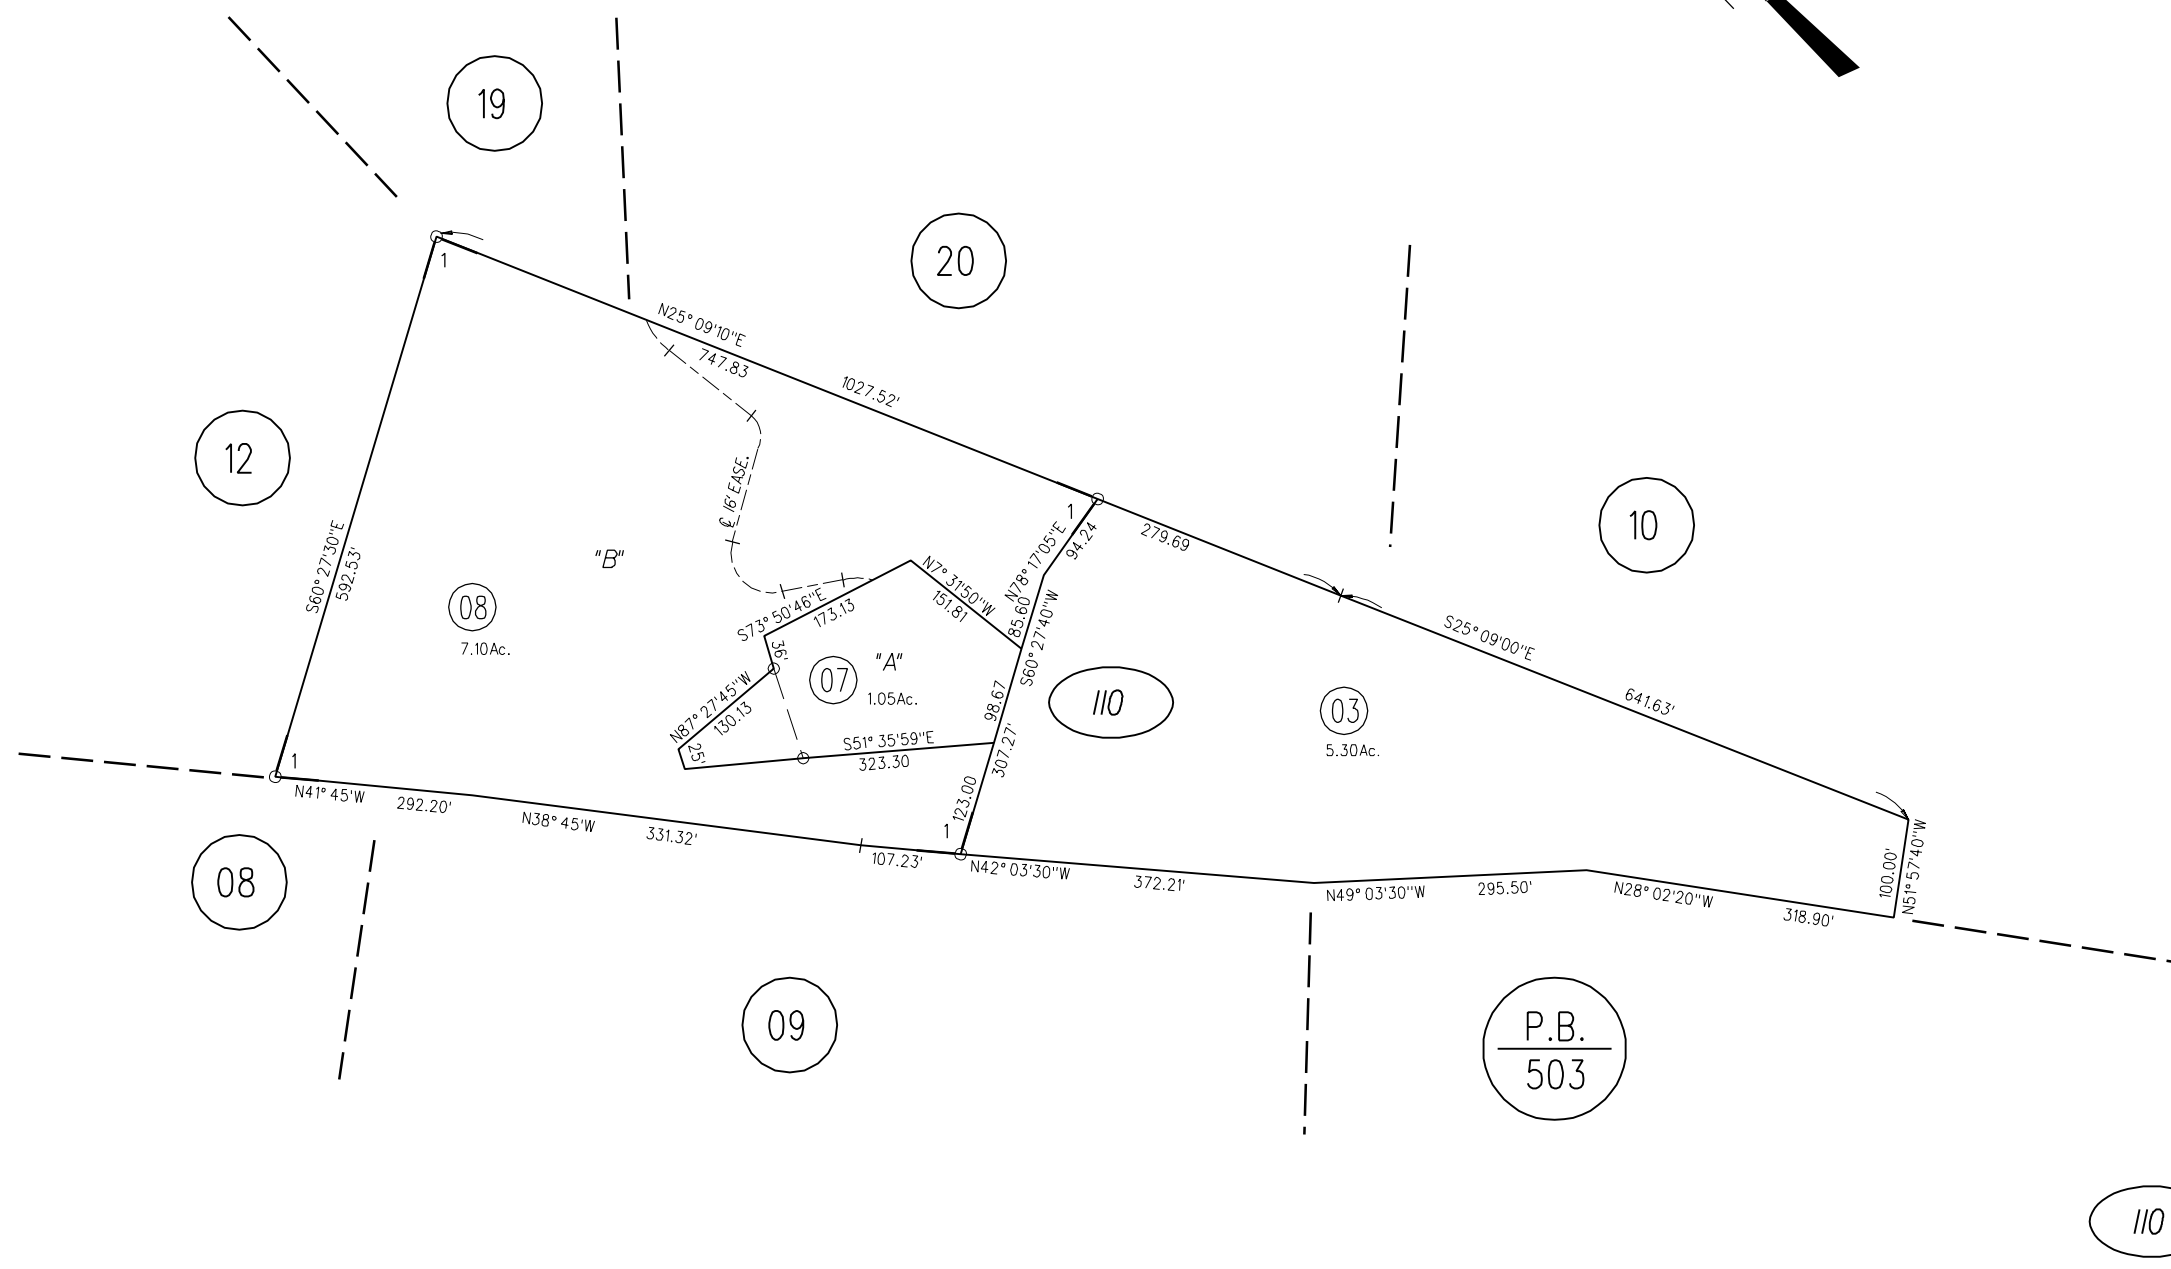 19
20
1
N25° 09'10"E
747.83
1027.52'
12
10
1
N78° 17'05"E
94.24
279.69
℄ 16' EASE.
"B"
S60° 27'30"E
592.53'
08
7.10Ac.
S73° 50'46"E
173.13
N7° 31'50"W
151.81
85.60
S60° 27'40"W
36'
"A"
07
1.05Ac.
110
03
5.30Ac.
S25° 09'00"E
641.63'
N87° 27'45"W
130.13
25'
S51° 35'59"E
323.30
98.67
307.27'
123.00
1
1
N41° 45'W
292.20'
N38° 45'W
331.32'
107.23'
N42° 03'30"W
372.21'
N49° 03'30"W
295.50'
N28° 02'20"W
318.90'
100.00'
N51° 57'40"W
08
09
P.B.
503
110